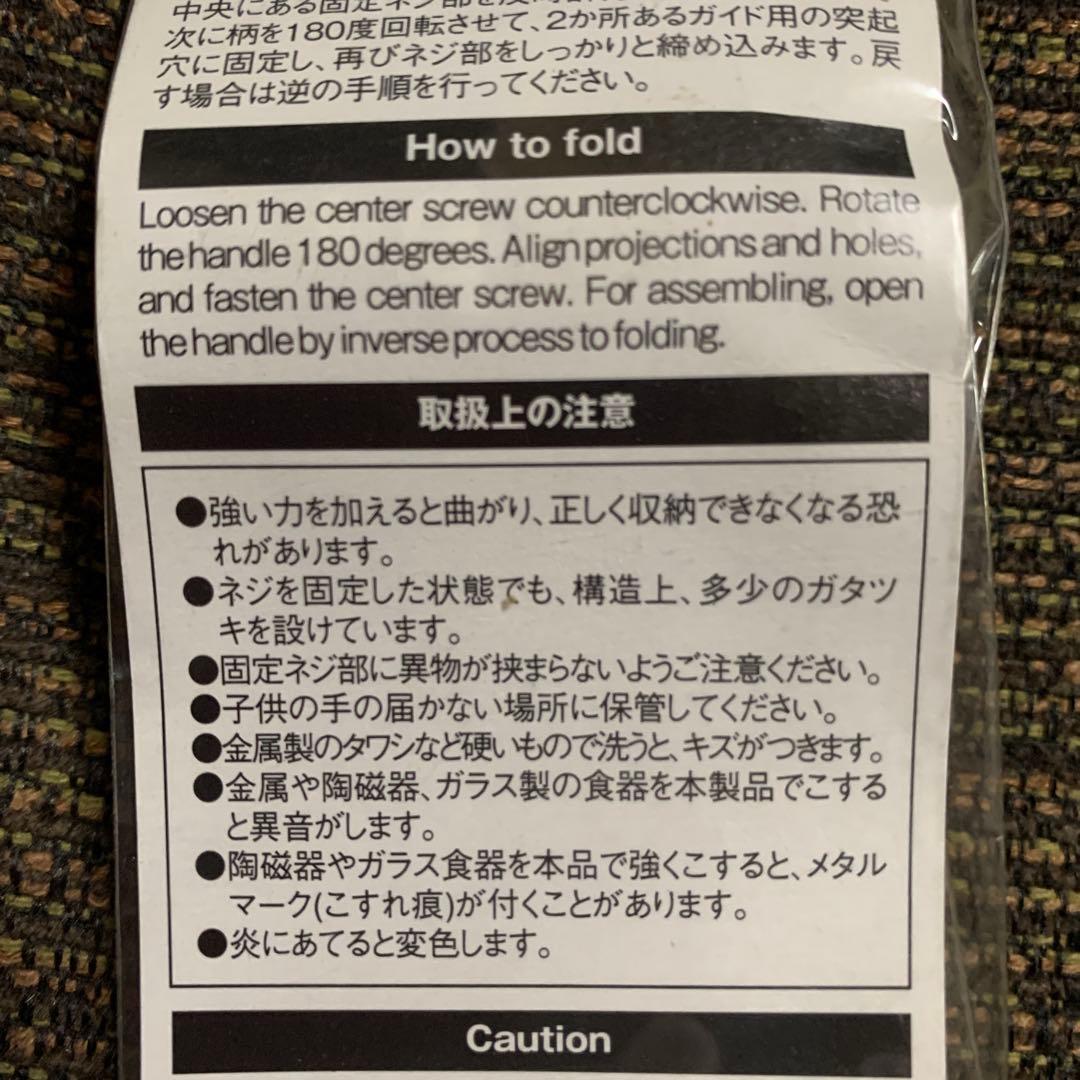 中央にある固定ネジ部を
次に柄を180度回転させて、2か所あるガイド用の突起
穴に固定し、再びネジ部をしっかりと締め込みます。戻
す場合は逆の手順を行ってください。
How to fold
Loosen the center screw counterclockwise. Rotate
the handle 180 degrees. Align projections and holes,
and fasten the center screw. For assembling, open
the handle by inverse process to folding.
取扱上の注意
●強い力を加えると曲がり、正しく収納できなくなる恐
れがあります。
●ネジを固定した状態でも、構造上、多少のガタツ
キを設けています。
●固定ネジ部に異物が挟まらないようご注意ください。
●子供の手の届かない場所に保管してください。
●金属製のタワシなど硬いもので洗うと、キズがつきます。
●金属や陶磁器、ガラス製の食器を本製品でこする
と異音がします。
●陶磁器やガラス食器を本品で強くこすると、メタル
マーク(こすれ痕)が付くことがあります。
●炎にあてると変色します。
Caution